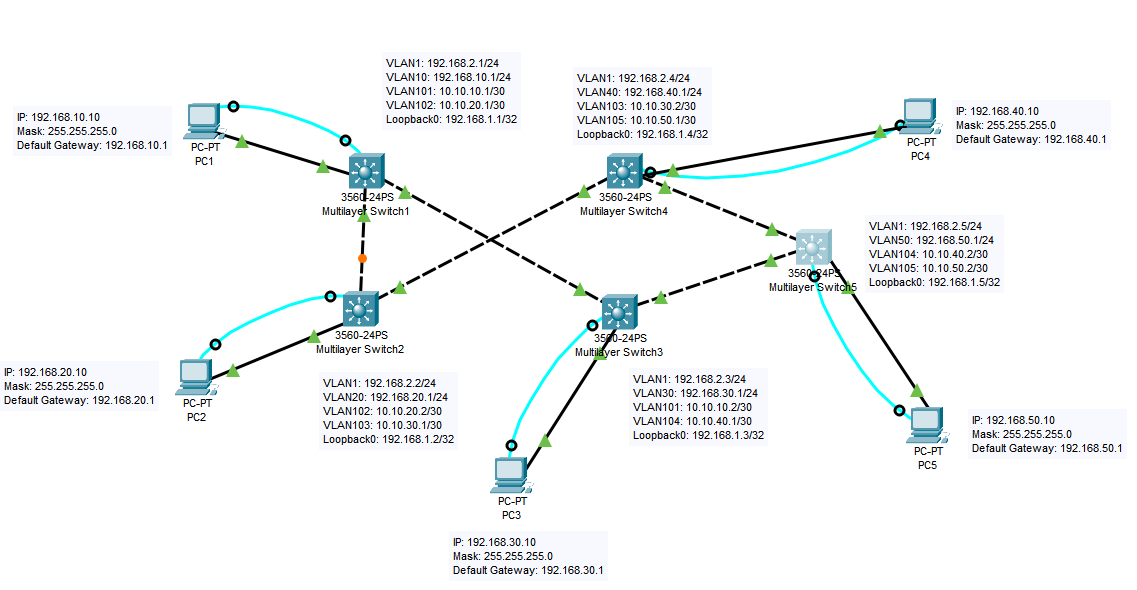 VLAN1: 192.168.2.1/24
VLAN10: 192.168.10.1/24
VLAN101: 10.10.10.1/30
VLAN102: 10.10.20.1/30
Loopback0: 192.168.1.1/32
VLAN1: 192.168.2.4/24
VLAN40: 192.168.40.1/24
VLAN103: 10.10.30.2/30
VLAN105: 10.10.50.1/30
Loopback0: 192.168.1.4/32
IP: 192.168.10.10
Mask: 255.255.255.0
Default Gateway: 192.168.10.1
PC-PT
PC1
IP: 192.168.40.10
Mask: 255.255.255.0
Default Gateway: 192.168.40.1
PC-PT
PC4
3560-24PS
Multilayer Switch1
3560-24PS
Multilayer Switch4
VLAN1: 192.168.2.5/24
VLAN50: 192.168.50.1/24
VLAN104: 10.10.40.2/30
VLAN105: 10.10.50.2/30
Loopback0: 192.168.1.5/32
3560-24PS
Multilayer Switch5
3560-24PS
Multilayer Switch2
3560-24PS
Multilayer Switch3
IP: 192.168.20.10
Mask: 255.255.255.0
Default Gateway: 192.168.20.1
PC-PT
PC2
VLAN1: 192.168.2.2/24
VLAN20: 192.168.20.1/24
VLAN102: 10.10.20.2/30
VLAN103: 10.10.30.1/30
Loopback0: 192.168.1.2/32
VLAN1: 192.168.2.3/24
VLAN30: 192.168.30.1/24
VLAN101: 10.10.10.2/30
VLAN104: 10.10.40.1/30
Loopback0: 192.168.1.3/32
IP: 192.168.50.10
Mask: 255.255.255.0
Default Gateway: 192.168.50.1
PC-PT
PC5
PC-PT
PC3
IP: 192.168.30.10
Mask: 255.255.255.0
Default Gateway: 192.168.30.1